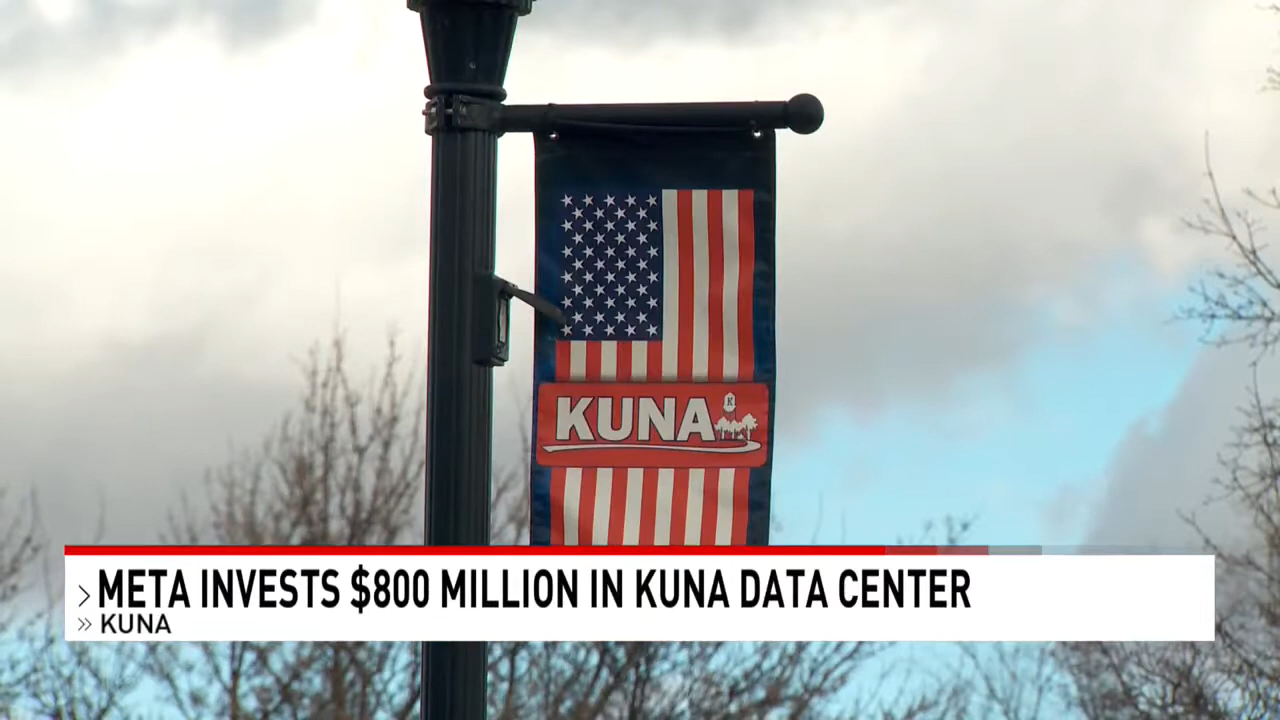 K
KUNA
META INVESTS $800 MILLION IN KUNA DATA CENTER
KUNA